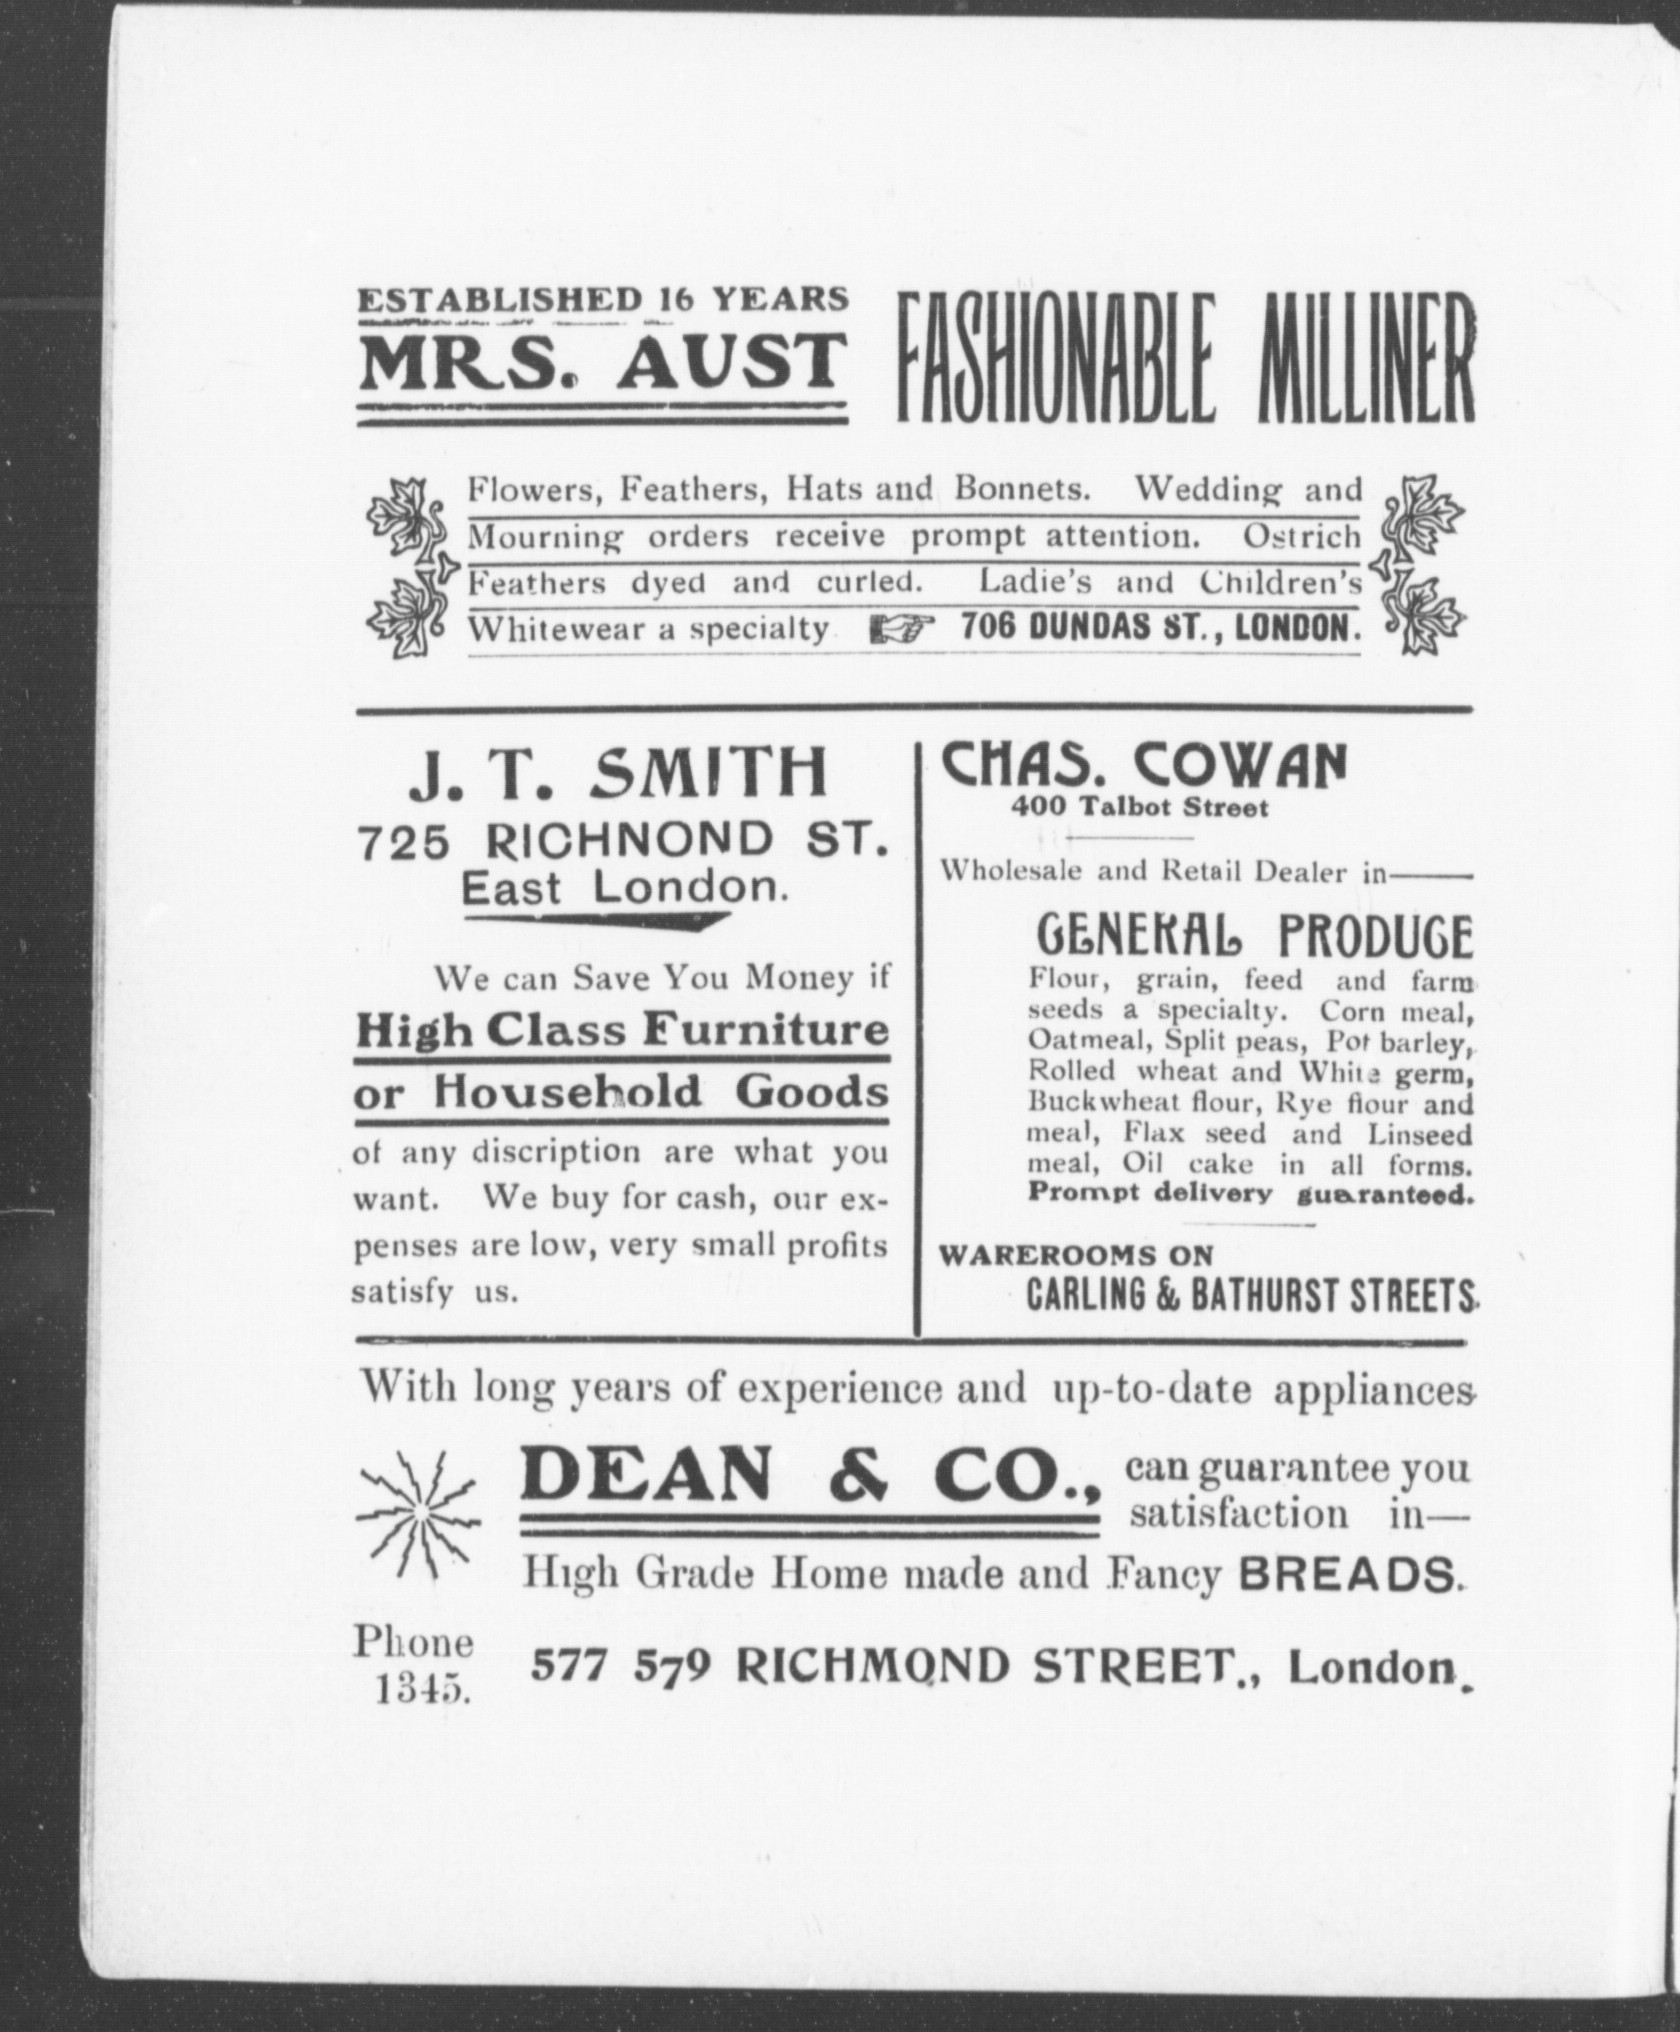 ESTABLISHED 16 YEARS
MRS. AUST
FASHIONABLE MILLINER
Flowers, Feathers, Hats and Bonnets. Wedding and
Mourning orders receive prompt attention. Ostrich
Feathers dyed and curled. Ladie's and Children's
Whitewear a specialty. 706 DUNDAS ST., LONDON.
J. T. SMITH
725 RICHNOND ST.
East London.
We can Save You Money if
High Class Furniture
or Household Goods
of any discription are what you
want. We buy for cash, our ex-
penses are low, very small profits
satisfy us.
CHAS. COWAN
400 Talbot Street
Wholesale and Retail Dealer in—
GENERAL PRODUCE
Flour, grain, feed and farm
seeds a specialty. Corn meal,
Oatmeal, Split peas, Pot barley,
Rolled wheat and White germ,
Buckwheat flour, Rye flour and
meal, Flax seed and Linseed
meal, Oil cake in all forms.
Prompt delivery guaranteed.
WAREROOMS ON
CARLING & BATHURST STREETS.
With long years of experience and up-to-date appliances
DEAN & CO., can guarantee you
satisfaction in—
High Grade Home made and Fancy BREADS.
Phone
1345.
577 579 RICHMOND STREET., London.